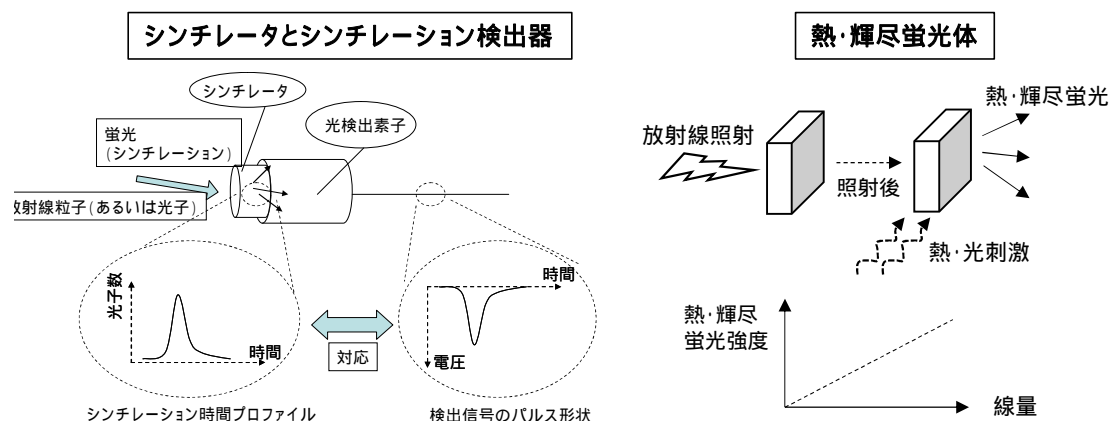 シンチレータとシンチレーション検出器
シンチレータ
蛍光
(シンチレーション)
光検出素子
放射線粒子(あるいは光子)
光子数
時間
対応
時間
電圧
シンチレーション時間プロファイル
検出信号のパルス形状
熱・輝尽蛍光体
放射線照射
照射後
熱・輝尽蛍光
熱・光刺激
熱・輝尽
蛍光強度
線量